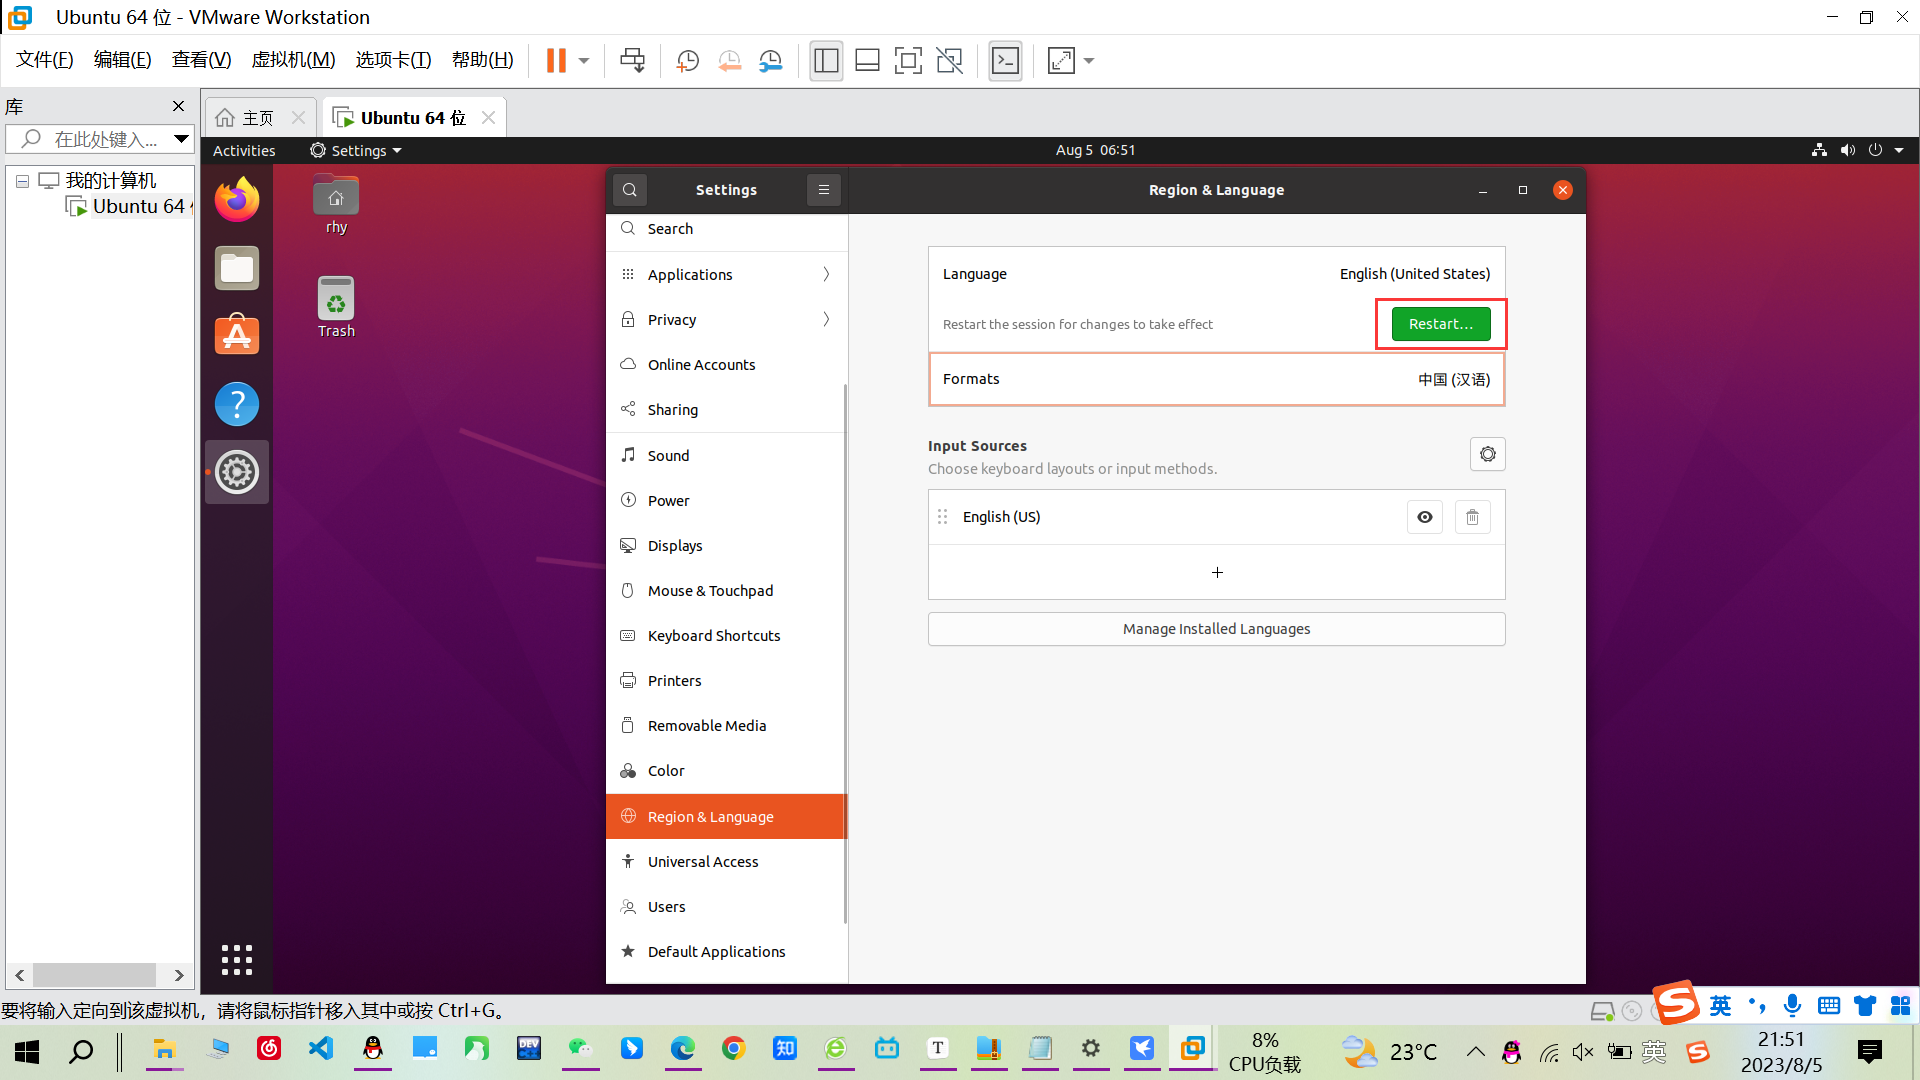 Ubuntu 64 位 - VMware Workstation
文件(F) 编辑(E) 查看(V) 虚拟机(M) 选项卡(T) 帮助(H)
库
主页
Ubuntu 64 位
在此处键入...
Activities
Settings
Aug 5 06:51
我的计算机
Ubuntu 64
rhy
Trash
Settings
Region & Language
Search
Applications
Privacy
Online Accounts
Sharing
Sound
Power
Displays
Mouse & Touchpad
Keyboard Shortcuts
Printers
Removable Media
Color
Region & Language
Universal Access
Users
Default Applications
Language
English (United States)
Restart the session for changes to take effect
Restart…
Formats
中国 (汉语)
Input Sources
Choose keyboard layouts or input methods.
English (US)
Manage Installed Languages
要将输入定向到该虚拟机，请将鼠标指针移入其中或按 Ctrl+G。
S 英
DEV
知
T
8%
CPU负载
23°C
英
S
21:51
2023/8/5